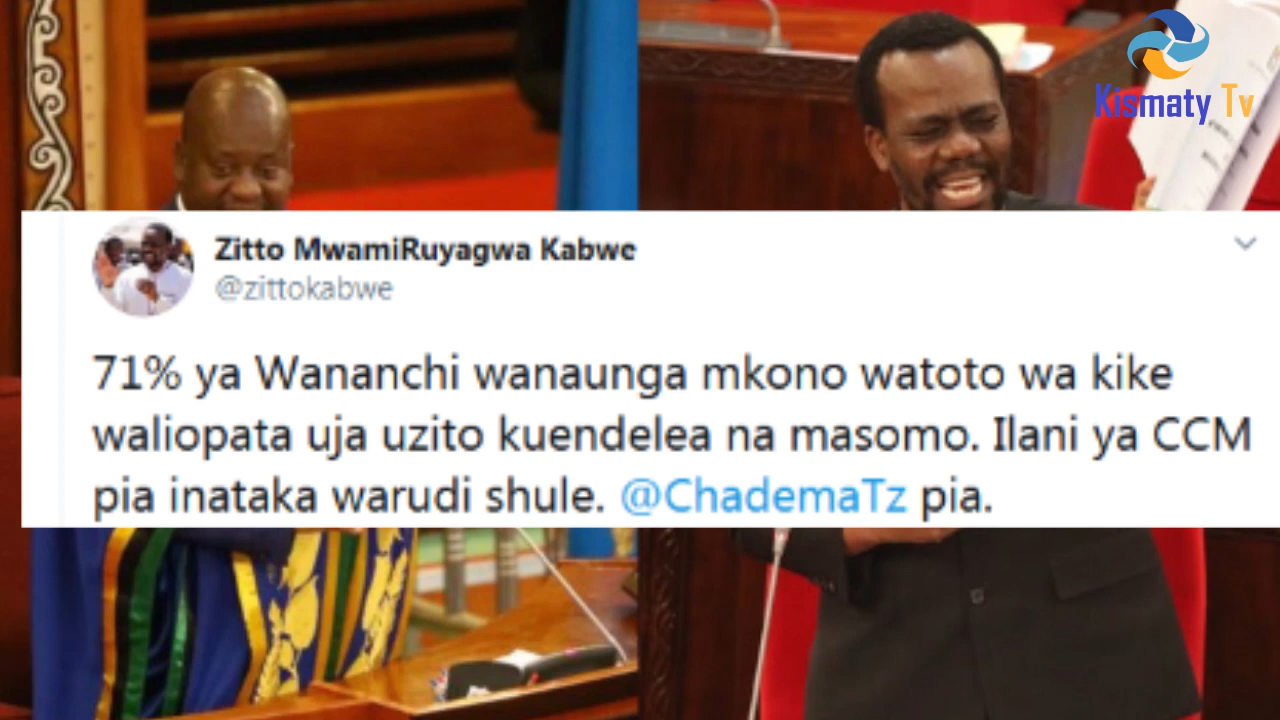 Kismaty Tv
Zitto MwamiRuyagwa Kabwe
@zittokabwe
71% ya Wananchi wanaunga mkono watoto wa kike
waliopata uja uzito kuendelea na masomo. Ilani ya CCM
pia inataka warudi shule. @ChademaTz pia.